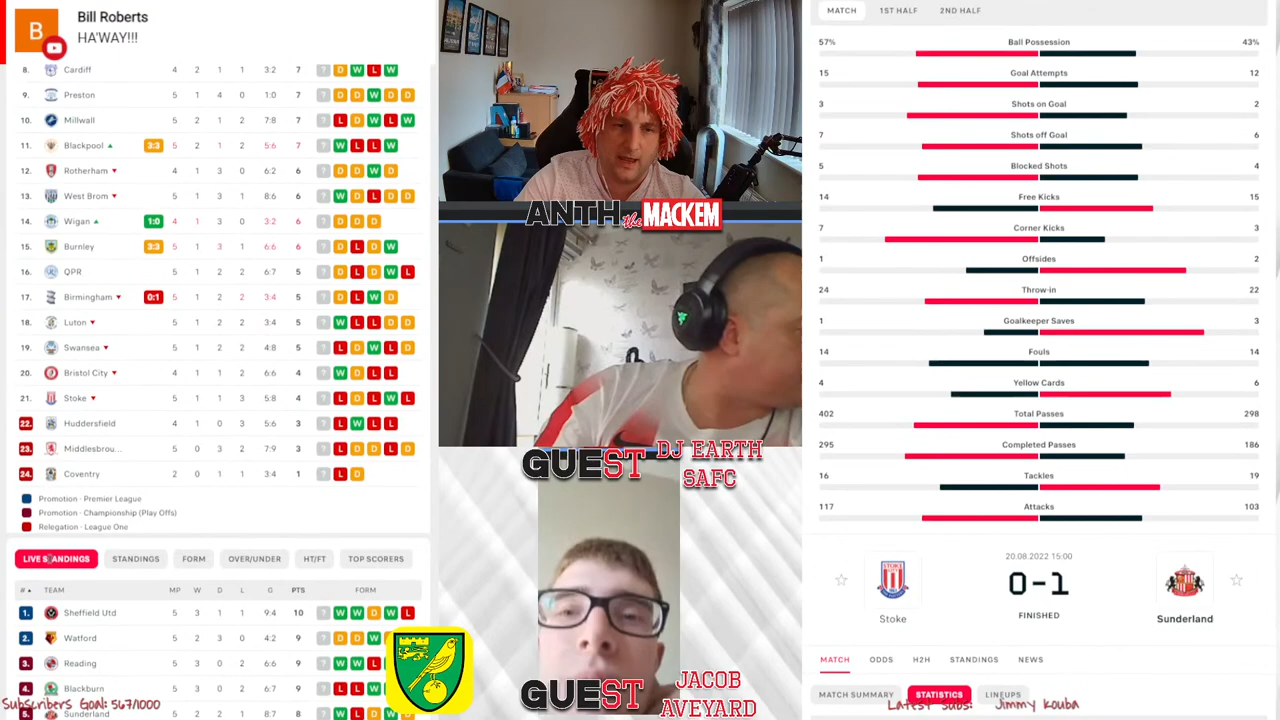 B
Bill Roberts
HA'WAY!!!
8. Cardiff 4 2 1 1 3:2 7 ? D W L W
9. Preston 5 1 4 0 1:0 7 ? D D W D D
10. Millwall 5 2 1 2 7:8 7 ? L D W L W
11. Blackpool 3:3 5 2 1 2 5:6 7 ? W L L W
12. Rotherham 4 1 3 0 6:2 6 ? D D W D
13. West Brom 5 1 3 1 8:6 6 ? W D L D D
14. Wigan 1:0 4 1 3 0 3:2 6 ? D D D
15. Burnley 3:3 5 1 3 1 6:6 6 ? D L D W
16. QPR 5 1 2 2 6:7 5 ? L D W L
17. Birmingham 0:1 5 1 2 2 3:4 5 ? D L W D
18. Luton 5 1 2 2 3:4 5 ? W L L D D
19. Swansea 5 1 2 2 4:8 5 ? L D W L D
20. Bristol City 4 1 1 2 6:6 4 ? W D L L
21. Stoke 5 1 1 3 5:8 4 ? L D L W L
22. Huddersfield 4 1 0 3 5:6 3 ? L W L L
23. Middlesbrou... 5 0 3 2 7:9 3 ? L D D L D
24. Coventry 2 0 1 1 3:4 1 ? L D
Promotion - Premier League
Promotion - Championship (Play Offs)
Relegation - League One
LIVE STANDINGS STANDINGS FORM OVER/UNDER HT/FT TOP SCORERS
# TEAM MP W D L G PTS FORM
1. Sheffield Utd 5 3 1 1 9:4 10 ? W W D W L
2. Watford 5 2 3 0 4:2 9 ? D D W
3. Reading 5 3 0 2 6:6 9 ? W W L
4. Blackburn 5 3 0 2 6:7 9 ? L L W
5. Sunderland 5 2 2 8:7 8 ? W L
Subscribers Goal: 567/1000
ANTH the MACKEM
GUEST DJ EARTH
SAFC
GUEST JACOB
AVEYARD
MATCH 1ST HALF 2ND HALF
57% Ball Possession 43%
15 Goal Attempts 12
3 Shots on Goal 2
7 Shots off Goal 6
5 Blocked Shots 4
14 Free Kicks 15
7 Corner Kicks 3
1 Offsides 2
24 Throw-in 22
1 Goalkeeper Saves 3
14 Fouls 14
4 Yellow Cards 6
402 Total Passes 298
295 Completed Passes 186
16 Tackles 19
117 Attacks 103
20.08.2022 15:00
STOKE
0-1
FINISHED
Stoke Sunderland
MATCH ODDS H2H STANDINGS NEWS
MATCH SUMMARY STATISTICS LINEUPS
Latest Subs: Jimmy Kouba